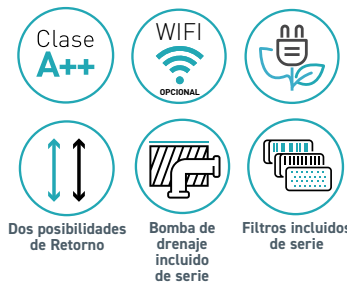 Clase
A++
WIFI
OPCIONAL
Dos posibilidades
de Retorno
Bomba de
drenaje
incluido
de serie
Filtros incluidos
de serie